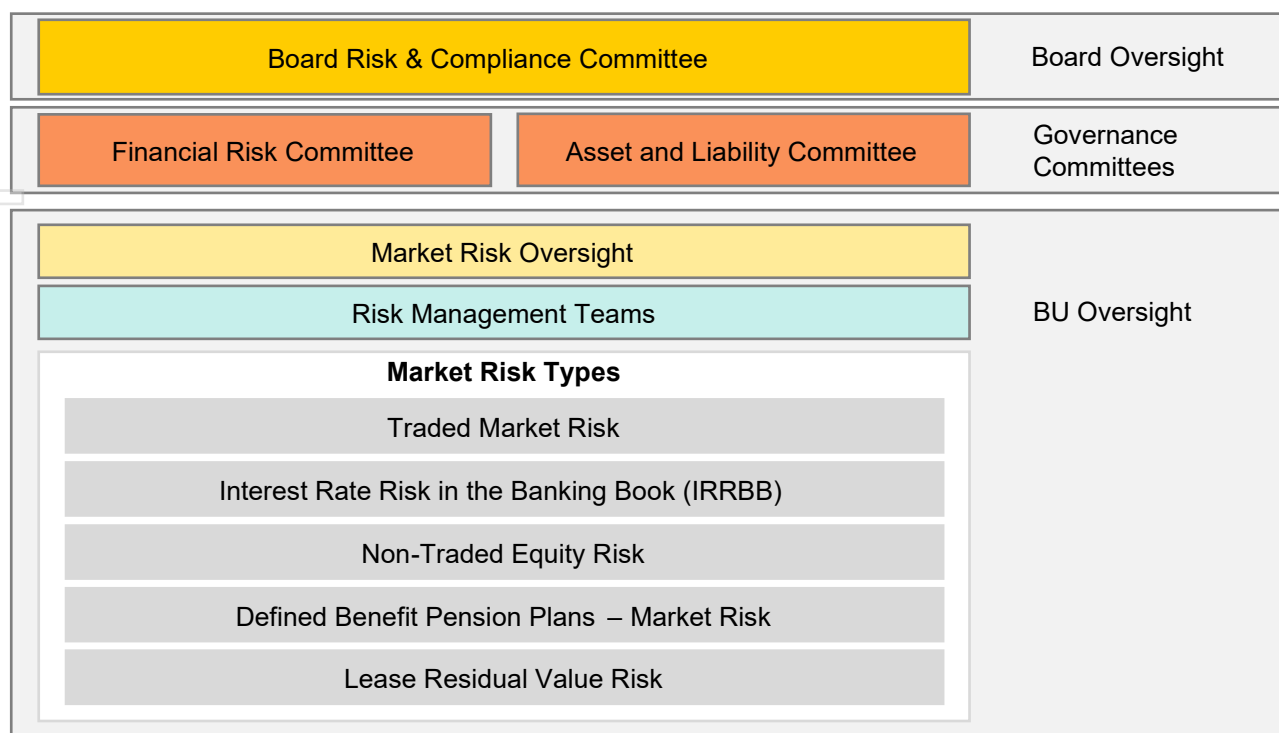 Board Risk & Compliance Committee
Board Oversight
Financial Risk Committee
Asset and Liability Committee
Governance
Committees
Market Risk Oversight
Risk Management Teams
BU Oversight
Market Risk Types
Traded Market Risk
Interest Rate Risk in the Banking Book (IRRBB)
Non-Traded Equity Risk
Defined Benefit Pension Plans – Market Risk
Lease Residual Value Risk